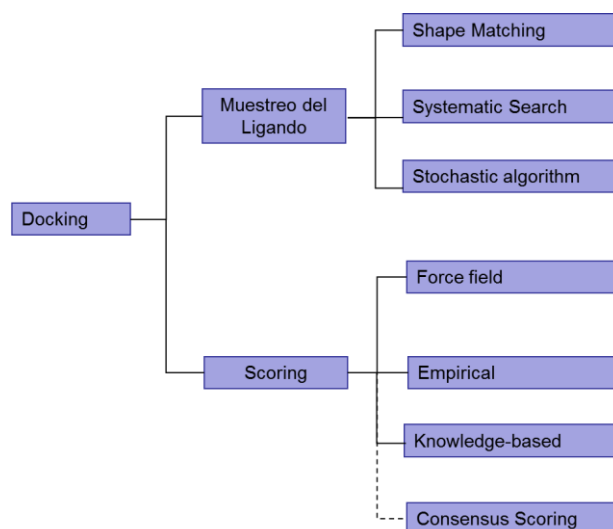 Shape Matching
Muestreo del
Ligando
Systematic Search
Stochastic algorithm
Docking
Force field
Scoring
Empirical
Knowledge-based
Consensus Scoring